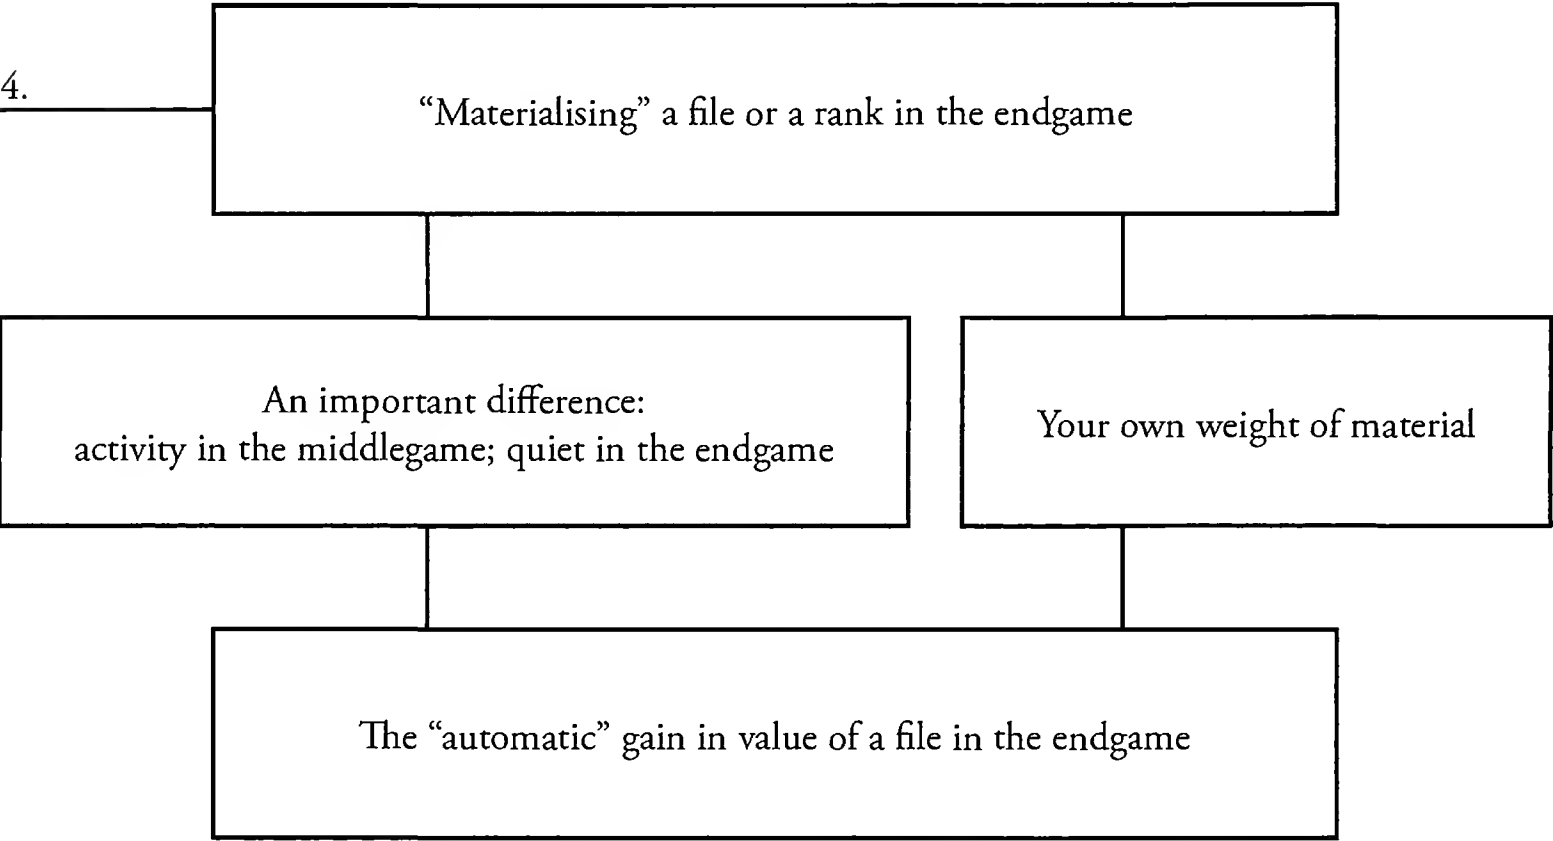 4.
“Materialising” a file or a rank in the endgame
An important difference:
activity in the middlegame; quiet in the endgame
Your own weight of material
The “automatic” gain in value of a file in the endgame